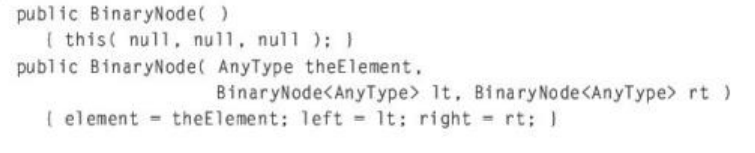 public BinaryNode( )
{ this( null, null, null ); }
public BinaryNode( AnyType theElement,
BinaryNode<AnyType> lt, BinaryNode<AnyType> rt )
{ element = theElement; left = lt; right = rt; }